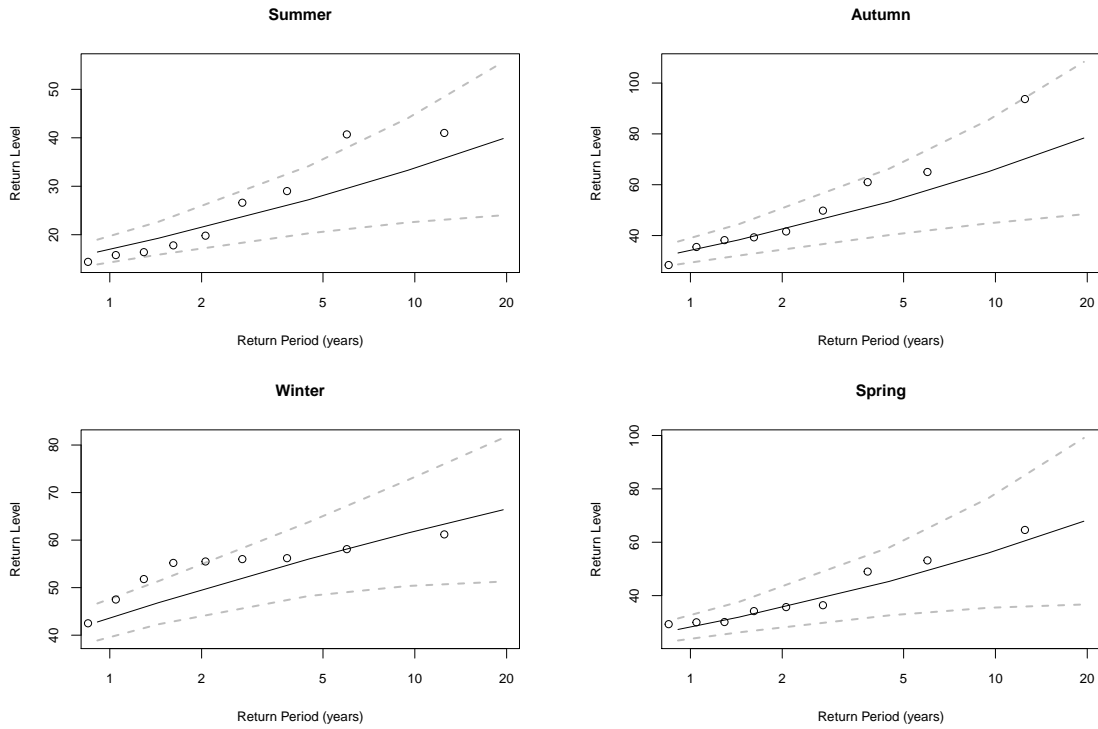 Summer
Return Level
50
40
30
20
1 2 5 10 20
Return Period (years)
Autumn
Return Level
100
80
60
40
1 2 5 10 20
Return Period (years)
Winter
Return Level
80
70
60
50
40
1 2 5 10 20
Return Period (years)
Spring
Return Level
100
80
60
40
1 2 5 10 20
Return Period (years)